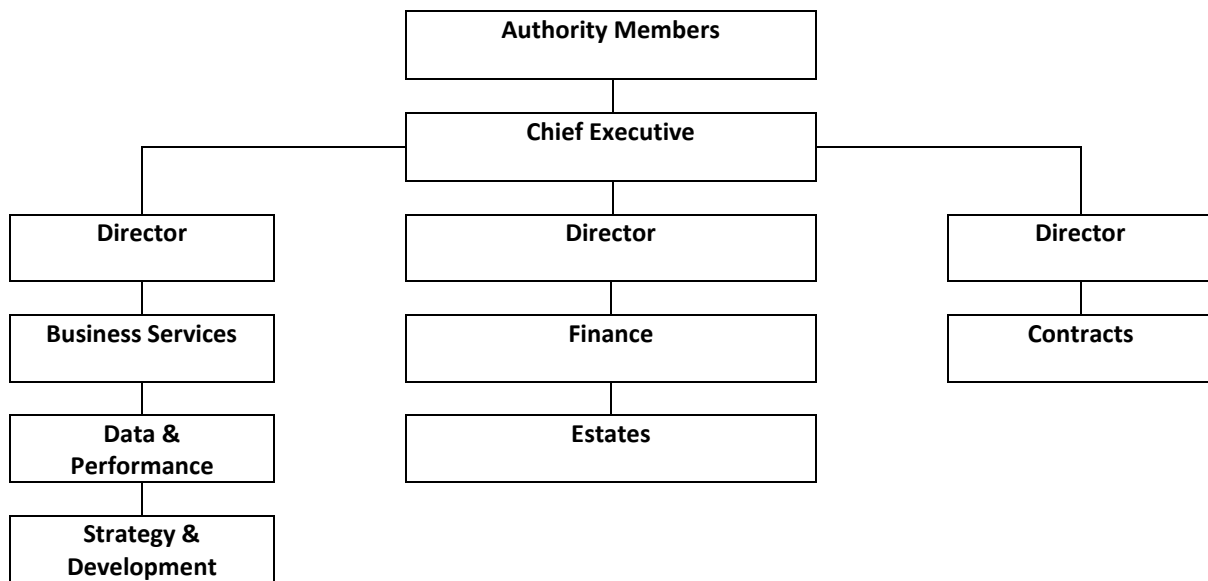 Authority Members
Chief Executive
Director
Director
Director
Business Services
Finance
Contracts
Data &
Performance
Estates
Strategy &
Development